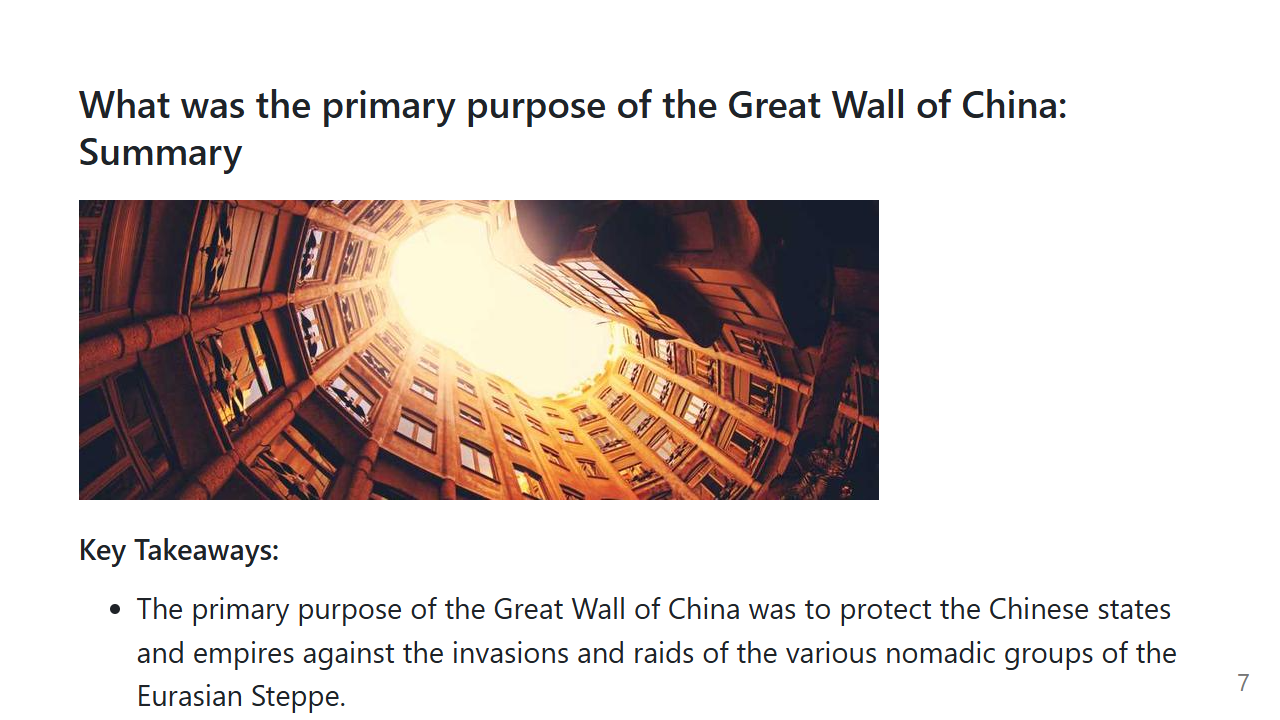 What was the primary purpose of the Great Wall of China:
Summary
Key Takeaways:
• The primary purpose of the Great Wall of China was to protect the Chinese states
and empires against the invasions and raids of the various nomadic groups of the
Eurasian Steppe.
7